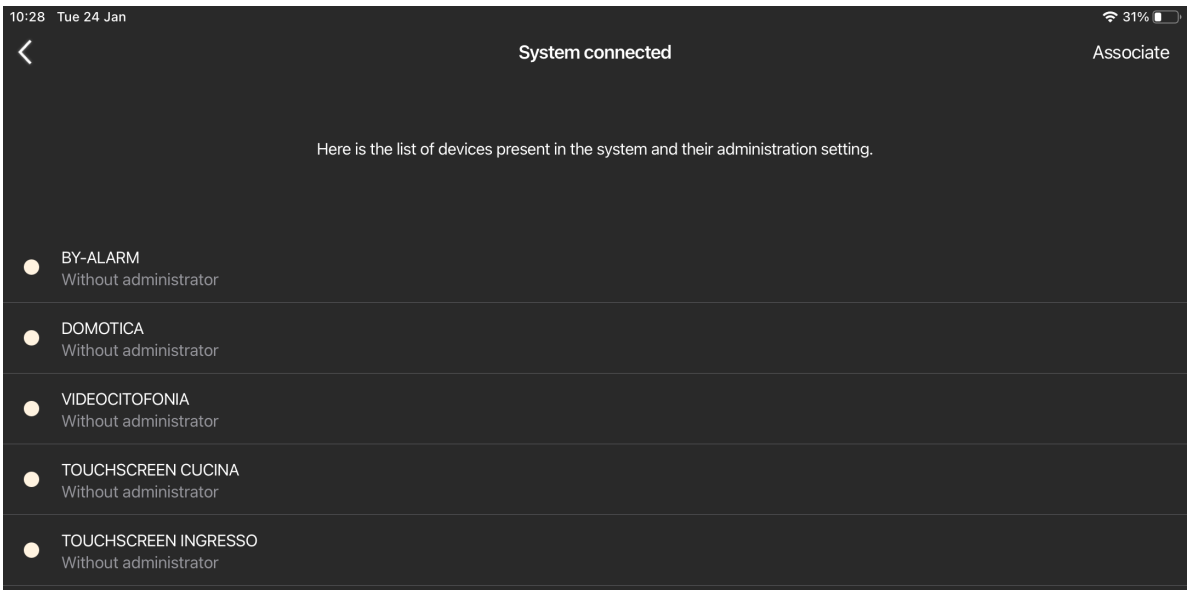 10:28 Tue 24 Jan
31%
System connected
Associate
Here is the list of devices present in the system and their administration setting.
BY-ALARM
Without administrator
DOMOTICA
Without administrator
VIDEOCITOFONIA
Without administrator
TOUCHSCREEN CUCINA
Without administrator
TOUCHSCREEN INGRESSO
Without administrator